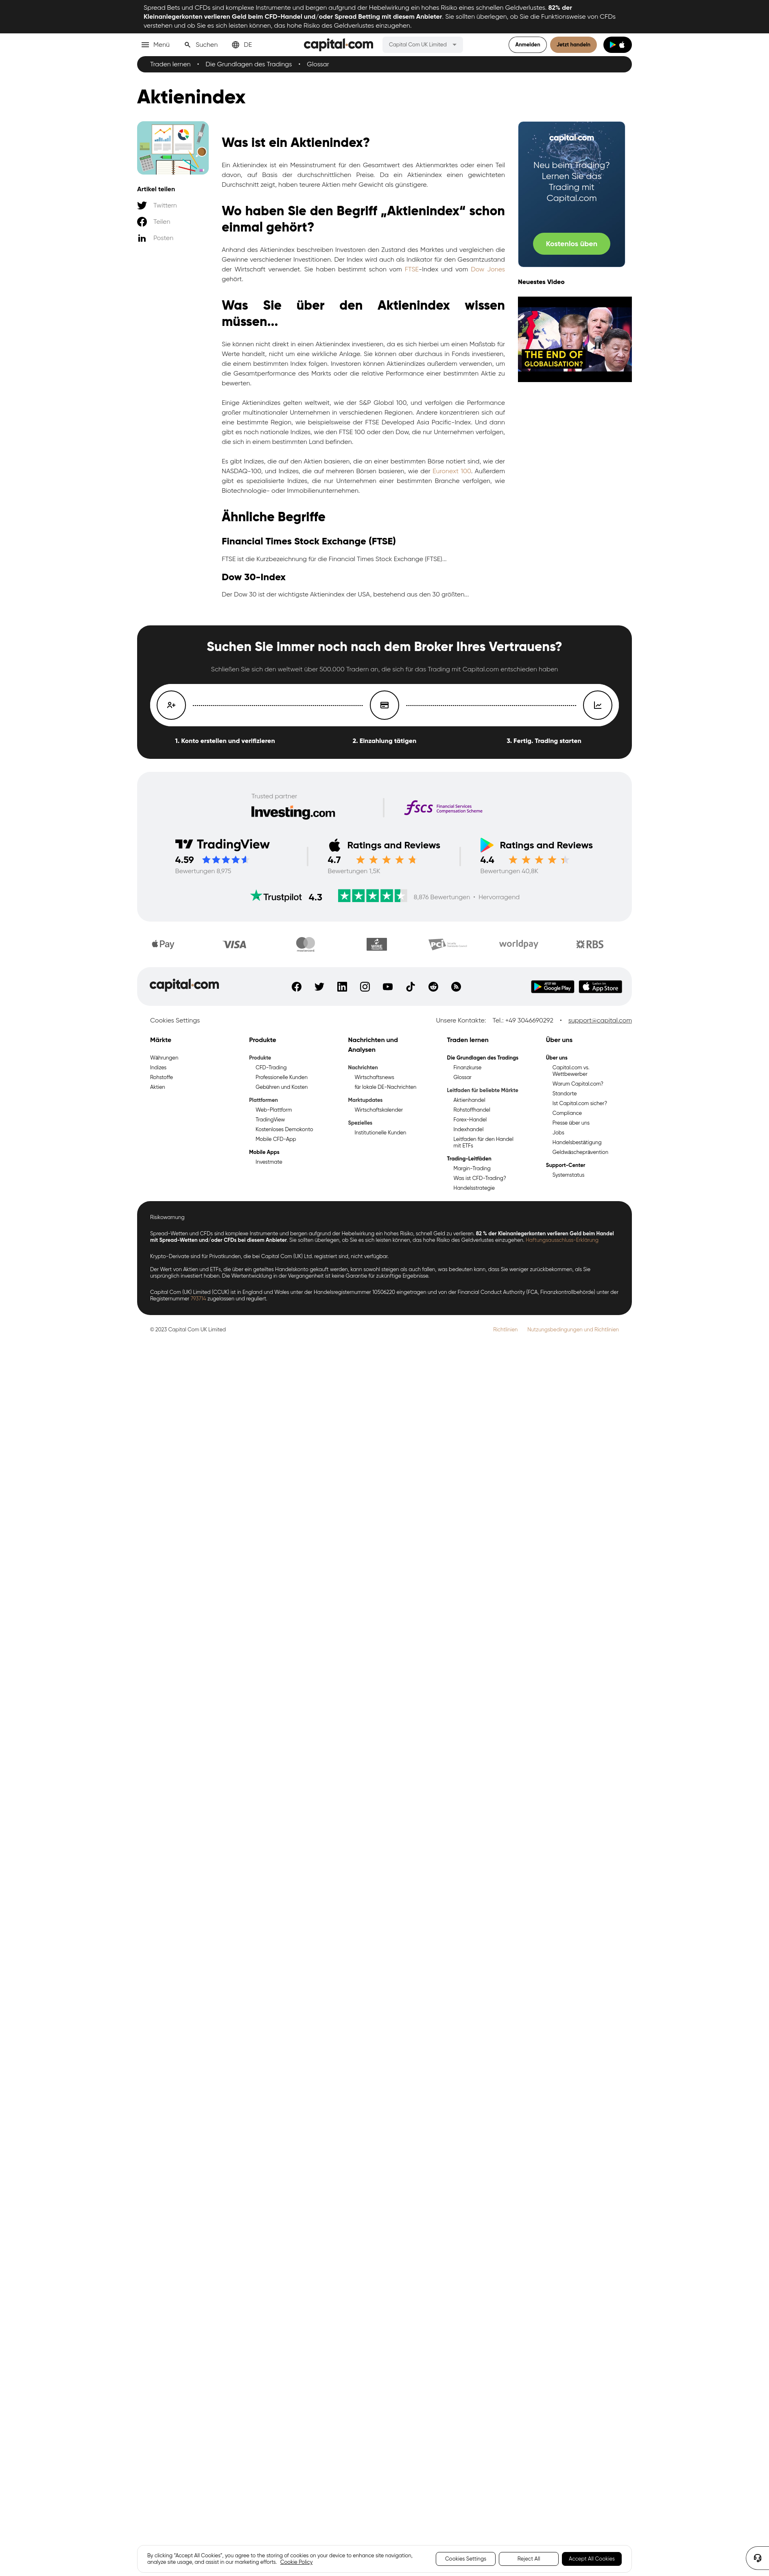 Spread Bets und CFDs sind komplexe Instrumente und bergen aufgrund der Hebelwirkung ein hohes Risiko eines schnellen Geldverlustes. 82% der
Kleinanlegerkonten verlieren Geld beim CFD-Handel und/oder Spread Betting mit diesem Anbieter. Sie sollten überlegen, ob Sie die Funktionsweise von CFDs
verstehen und ob Sie es sich leisten können, das hohe Risiko des Geldverlustes einzugehen.
Menü Suchen DE capital.com Capital Com UK Limited Anmelden Jetzt handeln
Traden lernen • Die Grundlagen des Tradings • Glossar
Aktienindex
Artikel teilen
Twittern
Teilen
Posten
Was ist ein Aktienindex?
Ein Aktienindex ist ein Messinstrument für den Gesamtwert des Aktienmarktes oder einen Teil
davon, auf Basis der durchschnittlichen Preise. Da ein Aktienindex einen gewichteten
Durchschnitt zeigt, haben teurere Aktien mehr Gewicht als günstigere.
Wo haben Sie den Begriff „Aktienindex“ schon
einmal gehört?
Anhand des Aktienindex beschreiben Investoren den Zustand des Marktes und vergleichen die
Gewinne verschiedener Investitionen. Der Index wird auch als Indikator für den Gesamtzustand
der Wirtschaft verwendet. Sie haben bestimmt schon vom FTSE-Index und vom Dow Jones
gehört.
Was Sie über den Aktienindex wissen
müssen...
Sie können nicht direkt in einen Aktienindex investieren, da es sich hierbei um einen Maßstab für
Werte handelt, nicht um eine wirkliche Anlage. Sie können aber durchaus in Fonds investieren,
die einem bestimmten Index folgen. Investoren können Aktienindizes außerdem verwenden, um
die Gesamtperformance des Markts oder die relative Performance einer bestimmten Aktie zu
bewerten.
Einige Aktienindizes gelten weltweit, wie der S&P Global 100, und verfolgen die Performance
großer multinationaler Unternehmen in verschiedenen Regionen. Andere konzentrieren sich auf
eine bestimmte Region, wie beispielsweise der FTSE Developed Asia Pacific-Index. Und dann
gibt es noch nationale Indizes, wie den FTSE 100 oder den Dow, die nur Unternehmen verfolgen,
die sich in einem bestimmten Land befinden.
Es gibt Indizes, die auf den Aktien basieren, die an einer bestimmten Börse notiert sind, wie der
NASDAQ-100, und Indizes, die auf mehreren Börsen basieren, wie der Euronext 100. Außerdem
gibt es spezialisierte Indizes, die nur Unternehmen einer bestimmten Branche verfolgen, wie
Biotechnologie- oder Immobilienunternehmen.
Ähnliche Begriffe
Financial Times Stock Exchange (FTSE)
FTSE ist die Kurzbezeichnung für die Financial Times Stock Exchange (FTSE)...
Dow 30-Index
Der Dow 30 ist der wichtigste Aktienindex der USA, bestehend aus den 30 größten...
capital.com
Neu beim Trading?
Lernen Sie das
Trading mit
Capital.com
Kostenlos üben
Neuestes Video
THE END OF
GLOBALISATION?
Suchen Sie immer noch nach dem Broker Ihres Vertrauens?
Schließen Sie sich den weltweit über 500.000 Tradern an, die sich für das Trading mit Capital.com entschieden haben
1. Konto erstellen und verifizieren 2. Einzahlung tätigen 3. Fertig. Trading starten
Trusted partner
Investing.com
fscs Financial Services
Compensation Scheme
TradingView Ratings and Reviews Ratings and Reviews
4.59 4.7 4.4
Bewertungen 8,975 Bewertungen 1,5K Bewertungen 40,8K
Trustpilot 4.3 8,876 Bewertungen • Hervorragend
Pay VISA PCI worldpay RBS
capital.com JETZT BEI Google Play App Store
Cookies Settings Unsere Kontakte: Tel.: +49 3046690292 • support@capital.com
Märkte
Währungen
Indizes
Rohstoffe
Aktien
Produkte
Produkte
CFD-Trading
Professionelle Kunden
Gebühren und Kosten
Plattformen
Web-Plattform
TradingView
Kostenloses Demokonto
Mobile CFD-App
Mobile Apps
Investmate
Nachrichten und
Analysen
Nachrichten
Wirtschaftsnews
für lokale DE-Nachrichten
Marktupdates
Wirtschaftskalender
Spezielles
Institutionelle Kunden
Traden lernen
Die Grundlagen des Tradings
Finanzkurse
Glossar
Leitfaden für beliebte Märkte
Aktienhandel
Rohstoffhandel
Forex-Handel
Indexhandel
Leitfaden für den Handel
mit ETFs
Trading-Leitfäden
Margin-Trading
Was ist CFD-Trading?
Handelsstrategie
Über uns
Über uns
Capital.com vs.
Wettbewerber
Warum Capital.com?
Standorte
Ist Capital.com sicher?
Compliance
Presse über uns
Jobs
Handelsbestätigung
Geldwäscheprävention
Support-Center
Systemstatus
Risikowarnung
Spread-Wetten und CFDs sind komplexe Instrumente und bergen aufgrund der Hebelwirkung ein hohes Risiko, schnell Geld zu verlieren. 82 % der Kleinanlegerkonten verlieren Geld beim Handel
mit Spread-Wetten und/oder CFDs bei diesem Anbieter. Sie sollten überlegen, ob Sie es sich leisten können, das hohe Risiko des Geldverlustes einzugehen. Haftungsausschluss-Erklärung
Krypto-Derivate sind für Privatkunden, die bei Capital Com (UK) Ltd. registriert sind, nicht verfügbar.
Der Wert von Aktien und ETFs, die über ein geteiltes Handelskonto gekauft werden, kann sowohl steigen als auch fallen, was bedeuten kann, dass Sie weniger zurückbekommen, als Sie
ursprünglich investiert haben. Die Wertentwicklung in der Vergangenheit ist keine Garantie für zukünftige Ergebnisse.
Capital Com (UK) Limited (CCUK) ist in England und Wales unter der Handelsregisternummer 10506220 eingetragen und von der Financial Conduct Authority (FCA, Finanzkontrollbehörde) unter der
Registernummer 793714 zugelassen und reguliert.
© 2023 Capital Com UK Limited Richtlinien Nutzungsbedingungen und Richtlinien
By clicking “Accept All Cookies”, you agree to the storing of cookies on your device to enhance site navigation,
analyze site usage, and assist in our marketing efforts. Cookie Policy
Cookies Settings Reject All Accept All Cookies